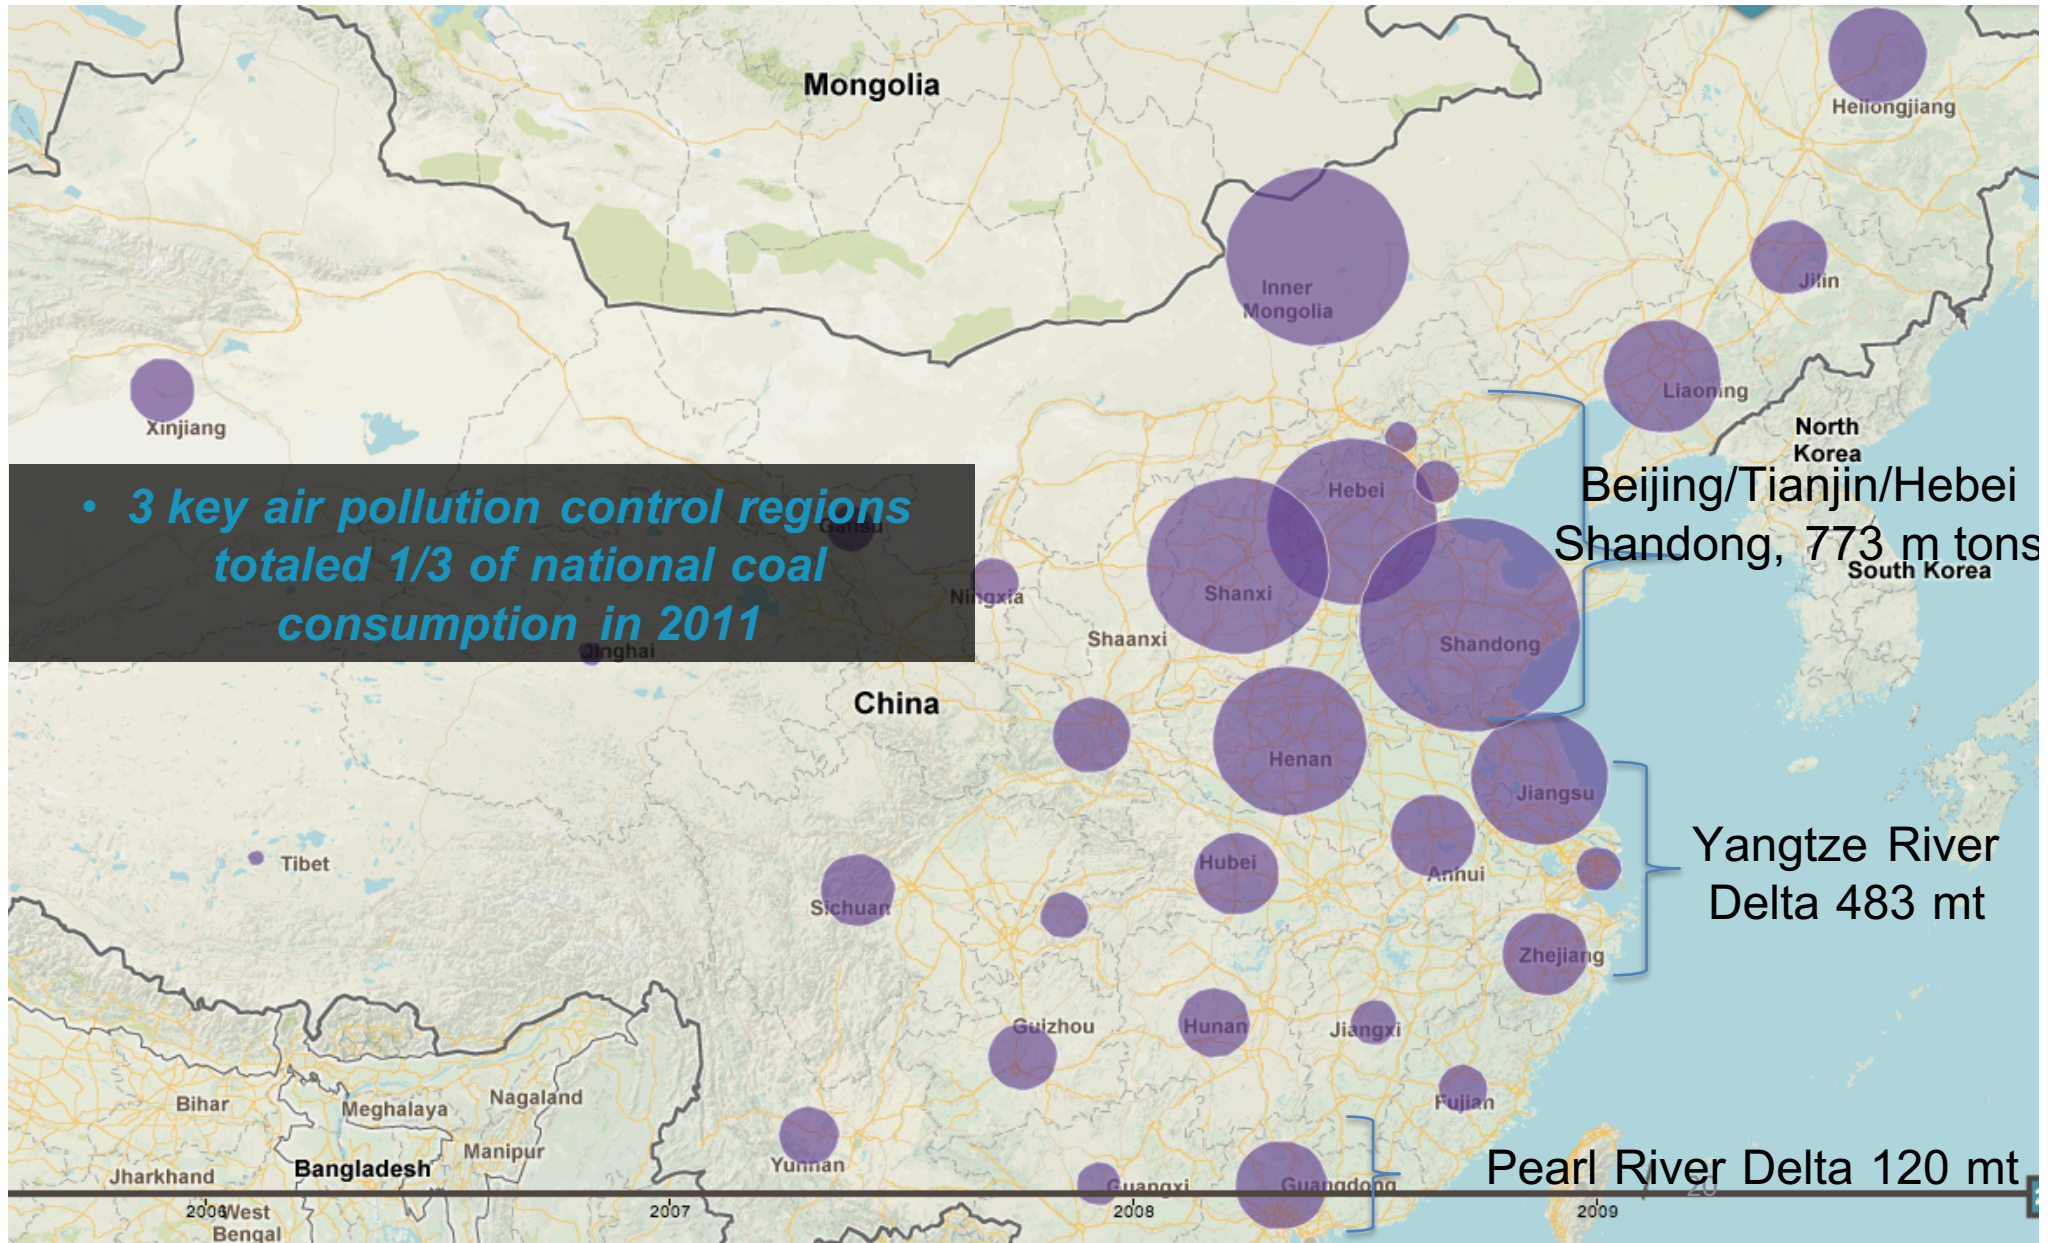 Mongolia
Heilongjiang
Inner
Mongolia
Jilin
Liaoning
Xinjiang
North
Korea
Hebei
Beijing/Tianjin/Hebei
Shandong, 773 m tons
• 3 key air pollution control regions
totaled 1/3 of national coal
consumption in 2011
Gansu
South Korea
Ningxia
Shanxi
Shaanxi
Shandong
Qinghai
China
Henan
Jiangsu
Yangtze River
Delta 483 mt
Hubei
Anhui
Tibet
Sichuan
Zhejiang
Guizhou
Hunan
Jiangxi
Nagaland
Bihar
Meghalaya
Fujian
Manipur
Yunnan
Bangladesh
Jharkhand
Guangxi
Guangdong
Pearl River Delta 120 mt
20
2006
West
Bengal
2007
2008
2009